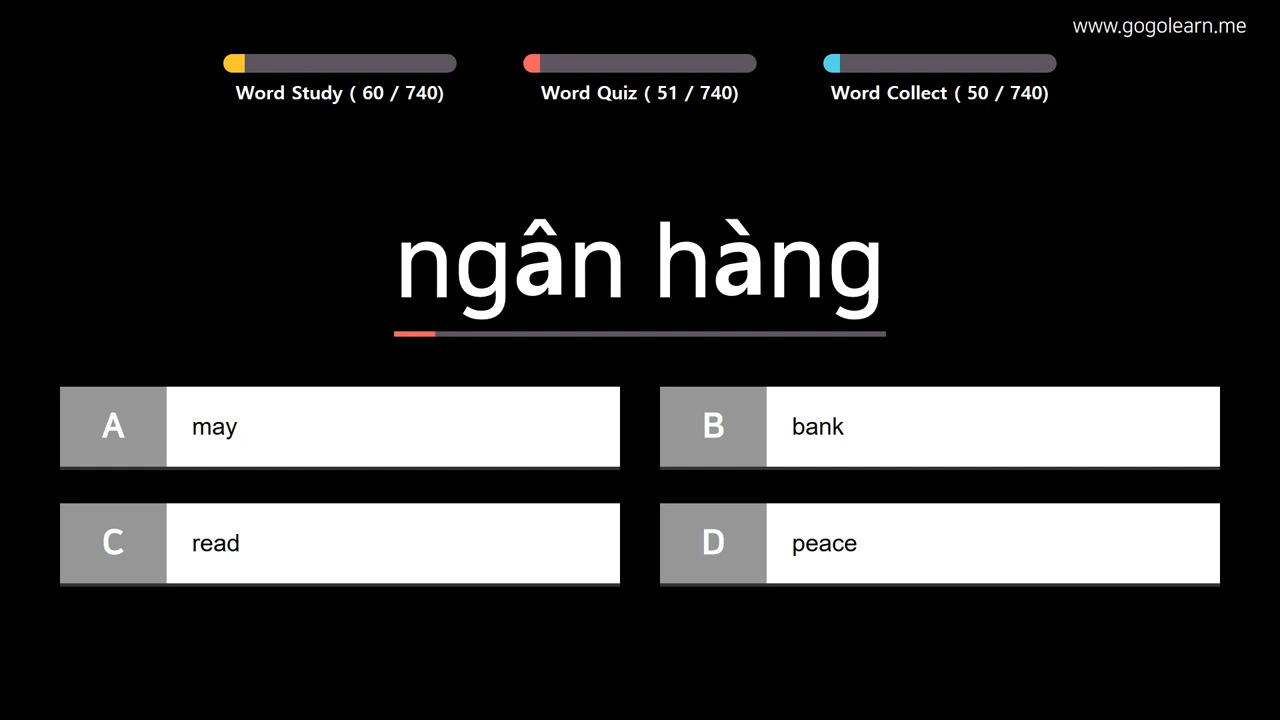 www.gogolearn.me
Word Study ( 60 / 740)
Word Quiz ( 51 / 740)
Word Collect ( 50 / 740)
ngân hàng
A may
B bank
C read
D peace